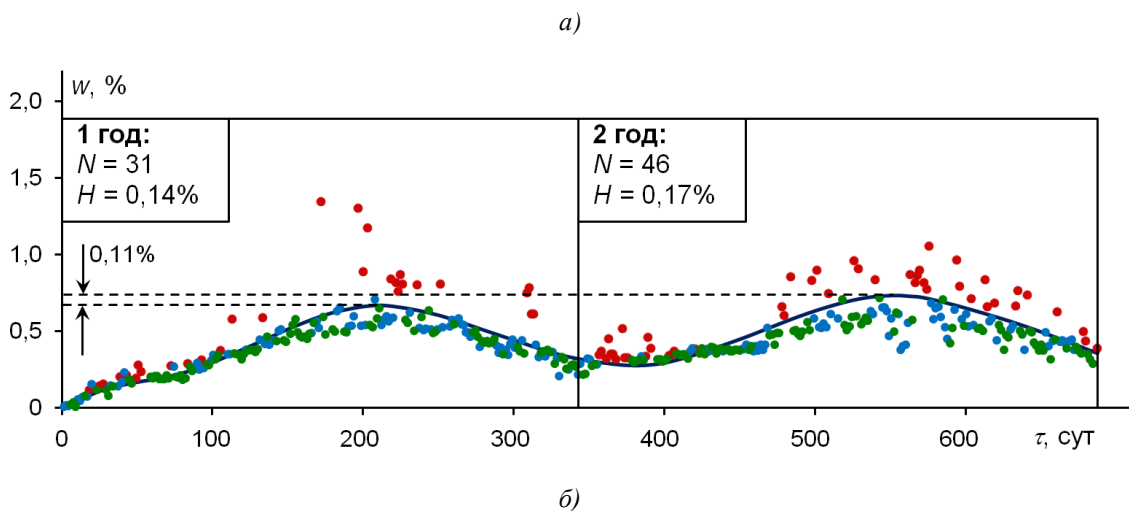 а)
w, %
2,0
1,5
1,0
0,5
0
1 год:
N = 31
H = 0,14%
2 год:
N = 46
H = 0,17%
0,11%
0 100 200 300 400 500 600 τ, сут
б)